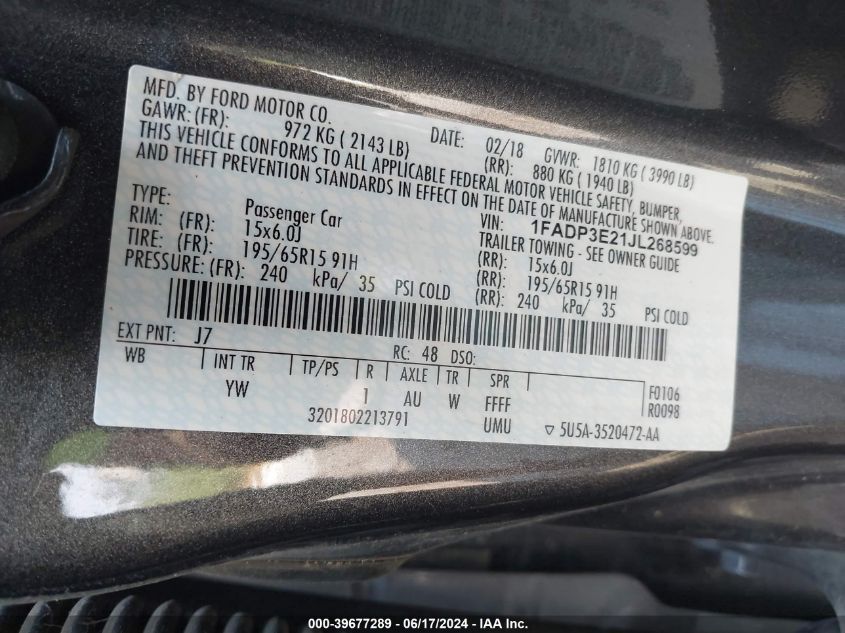 MFD. BY FORD MOTOR CO. DATE: 02/18 GVWR: 1810 KG ( 3990 LB)
GAWR: (FR): 972 KG ( 2143 LB) (RR): 880 KG ( 1940 LB)
THIS VEHICLE CONFORMS TO ALL APPLICABLE FEDERAL MOTOR VEHICLE SAFETY, BUMPER,
AND THEFT PREVENTION STANDARDS IN EFFECT ON THE DATE OF MANUFACTURE SHOWN ABOVE.
VIN: 1FADP3E21JL268599
TYPE: Passenger Car TRAILER TOWING - SEE OWNER GUIDE
RIM: (FR): 15x6.0J (RR): 15x6.0J
TIRE: (FR): 195/65R15 91H (RR): 195/65R15 91H
PRESSURE: (FR): 240 kPa/ 35 PSI COLD (RR): 240 kPa/ 35 PSI COLD
EXT PNT: J7 RC: 48 DSO:
WB INT TR TP/PS R AXLE TR SPR F0106
YW 1 AU W FFFF R0098
3201802213791 UMU ▽ 5U5A-3520472-AA
000-39677289 - 06/17/2024 - IAA Inc.